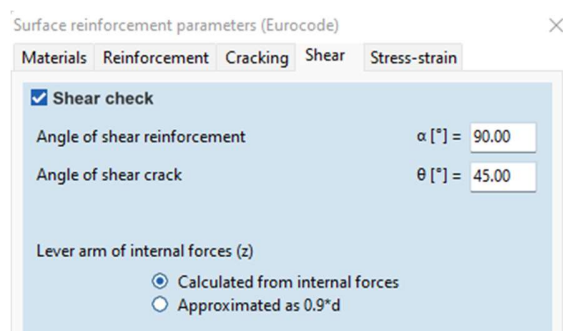 Surface reinforcement parameters (Eurocode)
Materials Reinforcement Cracking Shear Stress-strain
Shear check
Angle of shear reinforcement α [°] = 90.00
Angle of shear crack θ [°] = 45.00
Lever arm of internal forces (z)
Calculated from internal forces
Approximated as 0.9*d